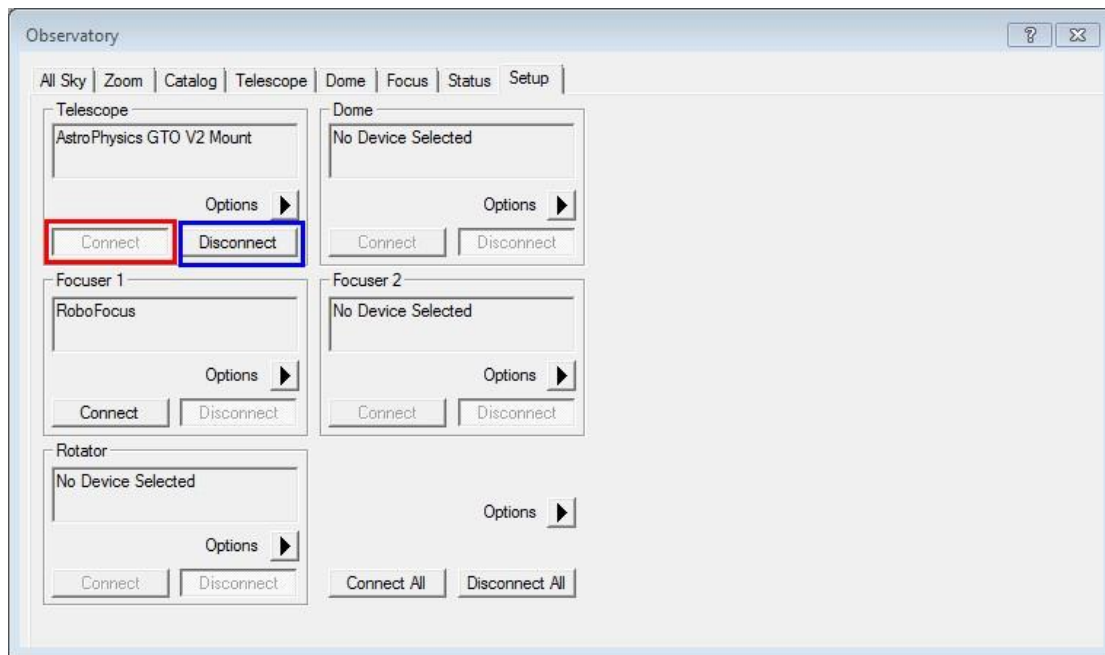 Observatory
All Sky Zoom Catalog Telescope Dome Focus Status Setup
Telescope
AstroPhysics GTO V2 Mount
Options
Connect Disconnect
Dome
No Device Selected
Options
Connect Disconnect
Focuser 1
RoboFocus
Options
Connect Disconnect
Focuser 2
No Device Selected
Options
Connect Disconnect
Rotator
No Device Selected
Options
Connect Disconnect
Options
Connect All Disconnect All